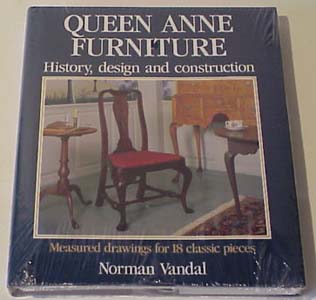 QUEEN ANNE
FURNITURE
History, design and construction
Measured drawings for 18 classic pieces
Norman Vandal